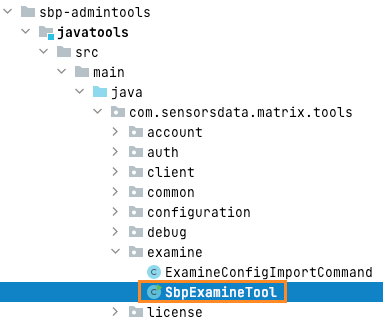 sbp-admintools
javatools
src
main
java
com.sensorsdata.matrix.tools
account
auth
client
common
configuration
debug
examine
ExamineConfigImportCommand
SbpExamineTool
license